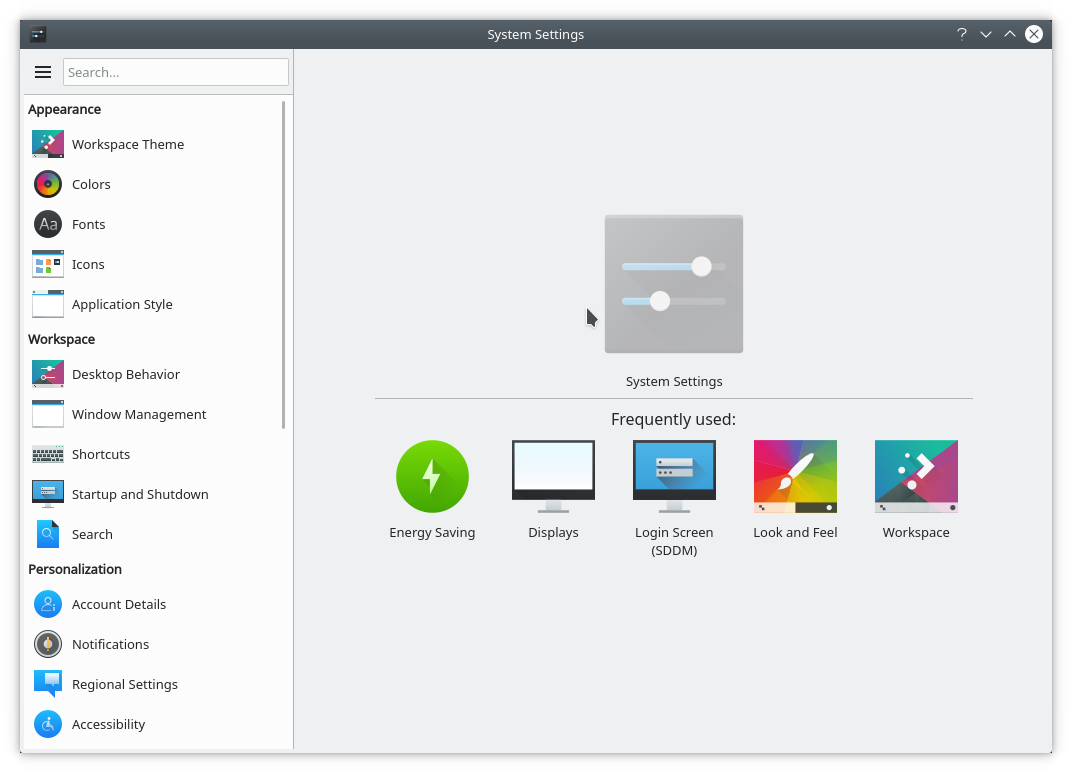 System Settings
Search...
Appearance
Workspace Theme
Colors
Aa
Fonts
Icons
Application Style
Workspace
Desktop Behavior
Window Management
Shortcuts
Startup and Shutdown
Search
Personalization
Account Details
Notifications
Regional Settings
Accessibility
System Settings
Frequently used:
Energy Saving
Displays
Login Screen
(SDDM)
Look and Feel
Workspace